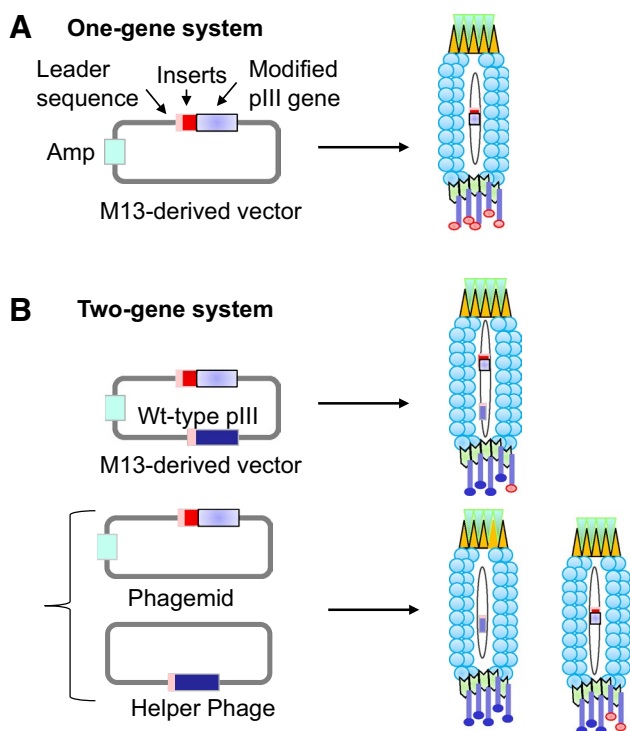 A One-gene system
Leader sequence
Inserts
Modified pIII gene
Amp
M13-derived vector
B Two-gene system
Wt-type pIII
M13-derived vector
Phagemid
Helper Phage